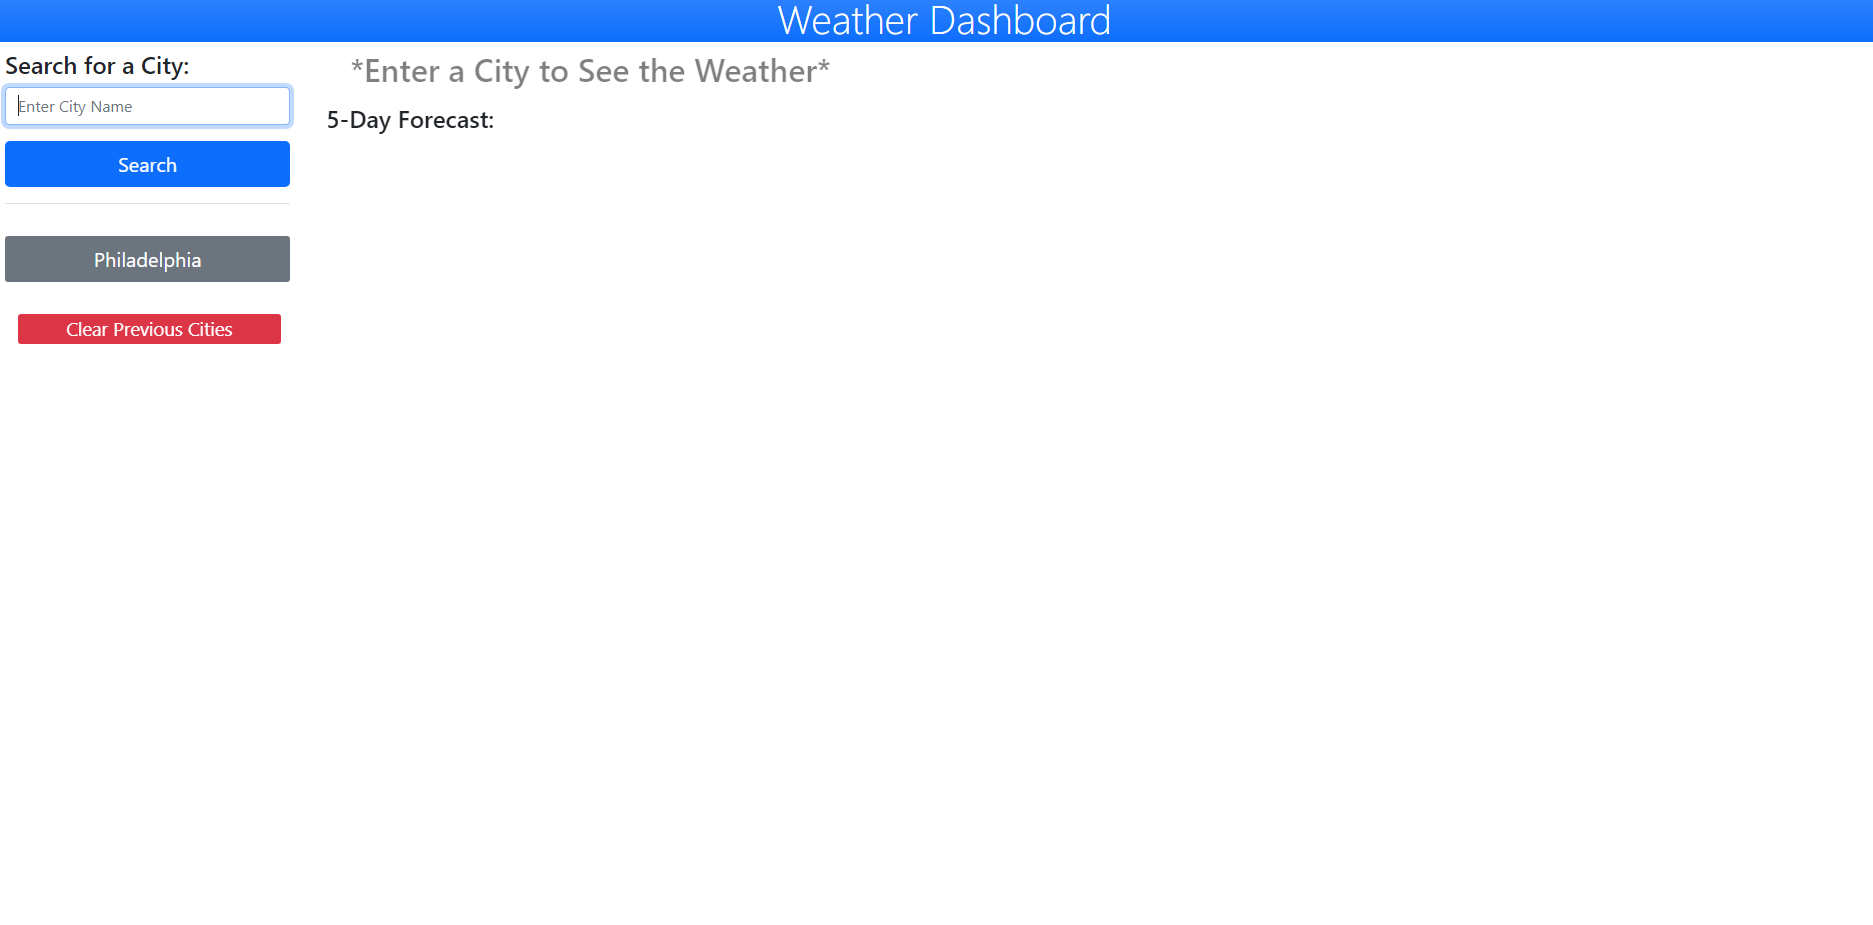 Weather Dashboard
Search for a City:
Enter City Name
Search
Philadelphia
Clear Previous Cities
*Enter a City to See the Weather*
5-Day Forecast: